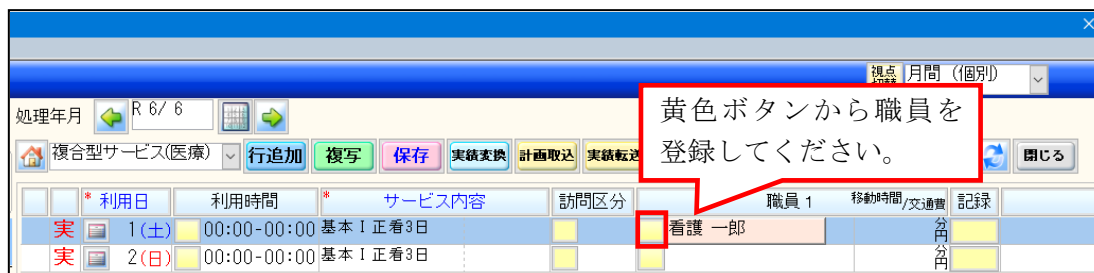 視点切替 月間（個別）
処理年月 R 6/ 6
黄色ボタンから職員を
登録してください。
複合型サービス(医療) 行追加 複写 保存 実績変換 計画取込 実績転送 閉じる
* 利用日 利用時間 * サービス内容 訪問区分 職員１ 移動時間/交通費 記録
実 1(土) 00:00-00:00 基本Ⅰ正看3日 看護 一郎 分円
実 2(日) 00:00-00:00 基本Ⅰ正看3日 分円